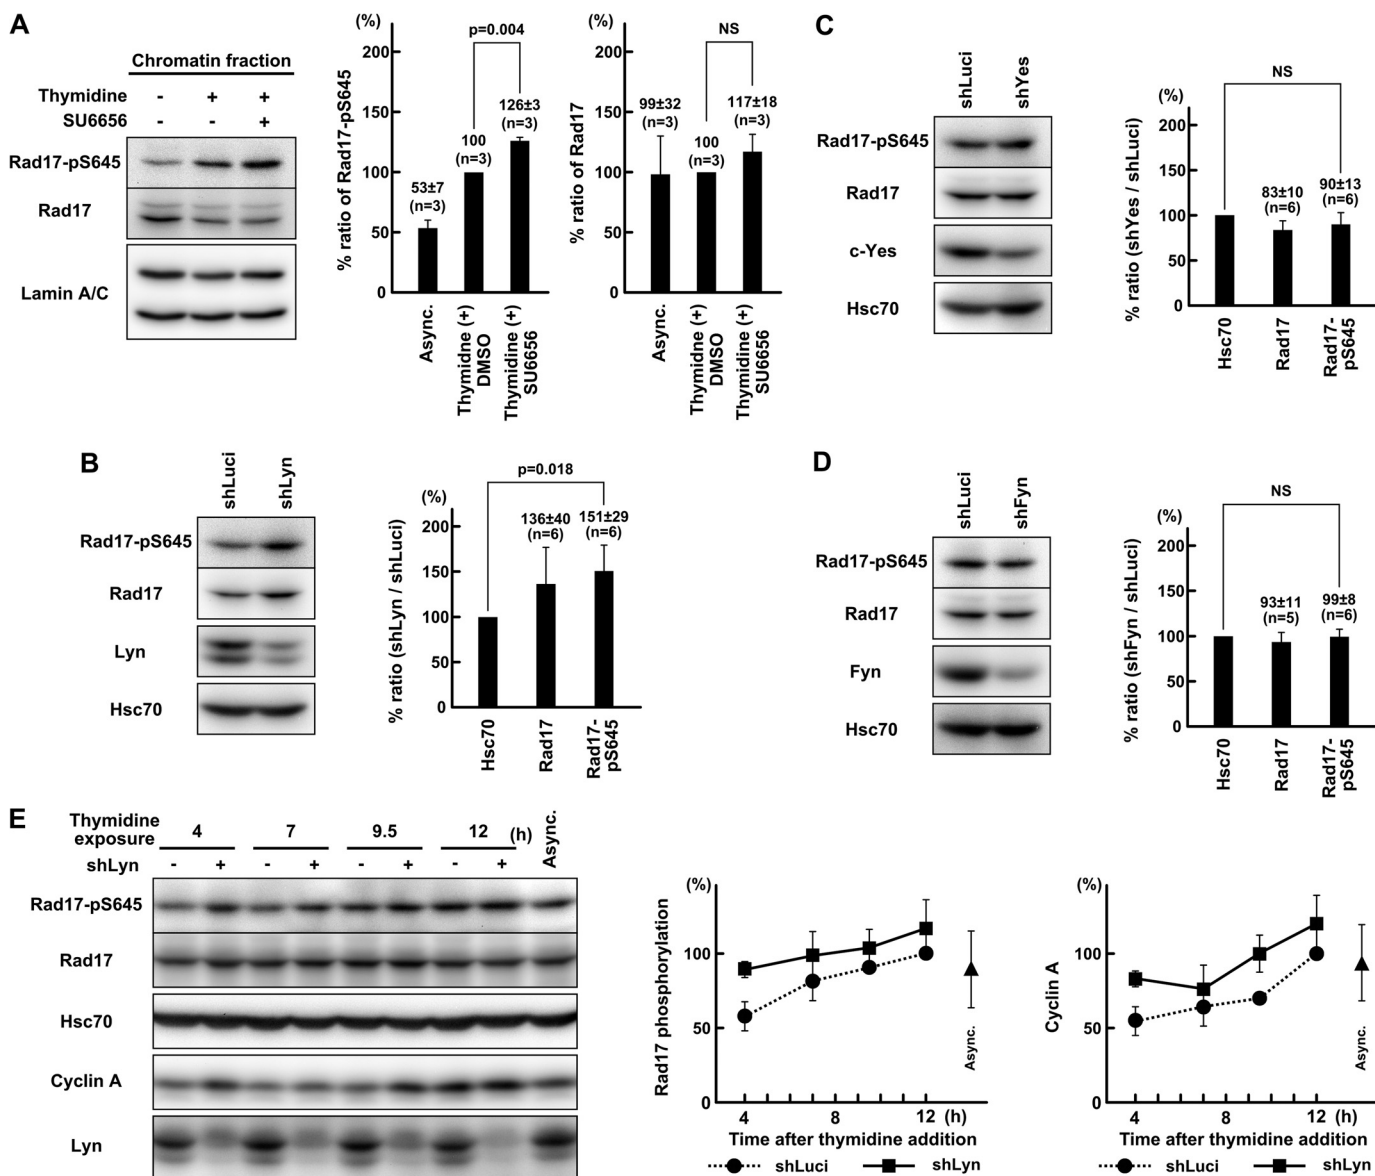 A
Chromatin fraction
Thymidine - + +
SU6656 - - +
Rad17-pS645
Rad17
Lamin A/C
(%)
200
150
100
50
0
% ratio of Rad17-pS645
p=0.004
53±7
(n=3)
100
(n=3)
126±3
(n=3)
Async.
Thymidne (+)
DMSO
Thymidine (+)
SU6656
(%)
200
150
100
50
0
% ratio of Rad17
NS
99±32
(n=3)
100
(n=3)
117±18
(n=3)
Async.
Thymidine (+)
DMSO
Thymidine (+)
SU6656
C
shLuci
shYes
Rad17-pS645
Rad17
c-Yes
Hsc70
(%)
200
150
100
50
0
% ratio (shYes / shLuci)
NS
83±10
(n=6)
90±13
(n=6)
Hsc70
Rad17
Rad17-
pS645
B
shLuci
shLyn
Rad17-pS645
Rad17
Lyn
Hsc70
(%)
200
150
100
50
0
% ratio (shLyn / shLuci)
p=0.018
136±40
(n=6)
151±29
(n=6)
Hsc70
Rad17
Rad17-
pS645
D
shLuci
shFyn
Rad17-pS645
Rad17
Fyn
Hsc70
(%)
200
150
100
50
0
% ratio (shFyn / shLuci)
NS
93±11
(n=5)
99±8
(n=6)
Hsc70
Rad17
Rad17-
pS645
E
Thymidine
exposure
4 7 9.5 12 (h)
Async.
shLyn - + - + - + - +
Rad17-pS645
Rad17
Hsc70
Cyclin A
Lyn
(%)
100
50
0
Rad17 phosphorylation
Async.
4 8 12 (h)
Time after thymidine addition
shLuci shLyn
(%)
100
50
0
Cyclin A
Async.
4 8 12 (h)
Time after thymidine addition
shLuci shLyn